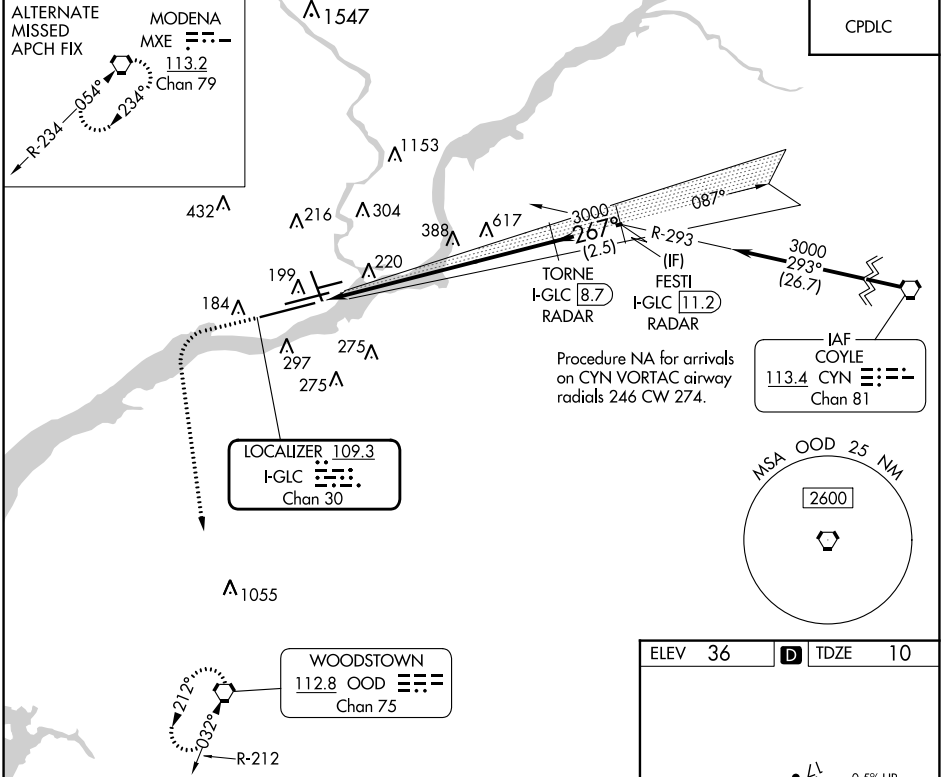 ALTERNATE
MISSED
APCH FIX
MODENA
MXE
113.2
Chan 79
054°
234°
R-234
1547
CPDLC
1153
432
216
304
388
617
3000
087°
267°
(2.5)
R-293
3000
293°
(26.7)
220
199
184
TORNE
I-GLC 8.7
RADAR
(IF)
FESTI
I-GLC 11.2
RADAR
297
275
275
Procedure NA for arrivals
on CYN VORTAC airway
radials 246 CW 274.
IAF
COYLE
113.4 CYN
Chan 81
LOCALIZER 109.3
I-GLC
Chan 30
MSA OOD 25 NM
2600
1055
WOODSTOWN
112.8 OOD
Chan 75
212°
032°
R-212
ELEV 36 D TDZE 10
17